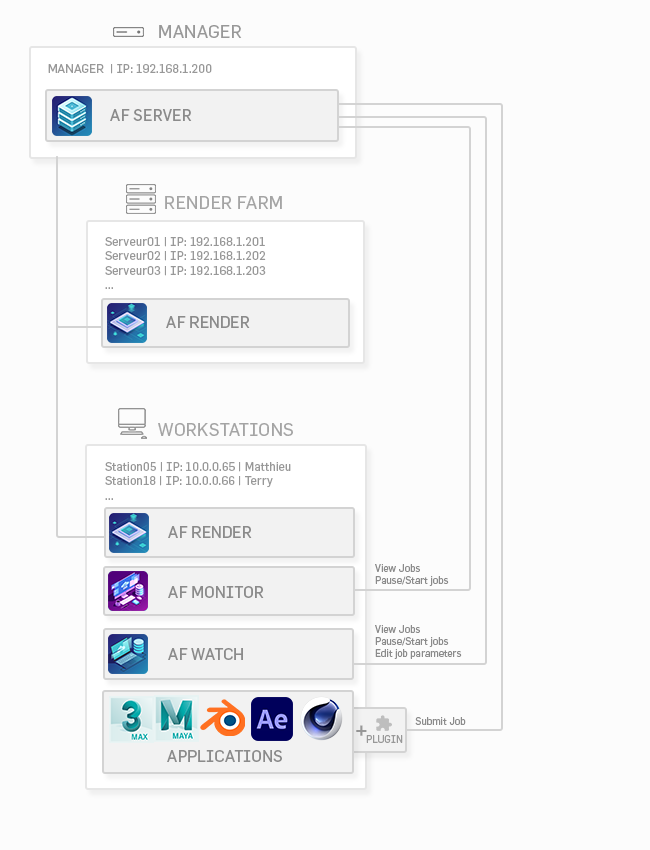 MANAGER
MANAGER | IP: 192.168.1.200
AF SERVER
RENDER FARM
Serveur01 | IP: 192.168.1.201
Serveur02 | IP: 192.168.1.202
Serveur03 | IP: 192.168.1.203
...
AF RENDER
WORKSTATIONS
Station05 | IP: 10.0.0.65 | Matthieu
Station18 | IP: 10.0.0.66 | Terry
...
AF RENDER
AF MONITOR
View Jobs
Pause/Start jobs
AF WATCH
View Jobs
Pause/Start jobs
Edit job parameters
3 MAX
M MAYA
Ae
APPLICATIONS
+ PLUGIN
Submit Job